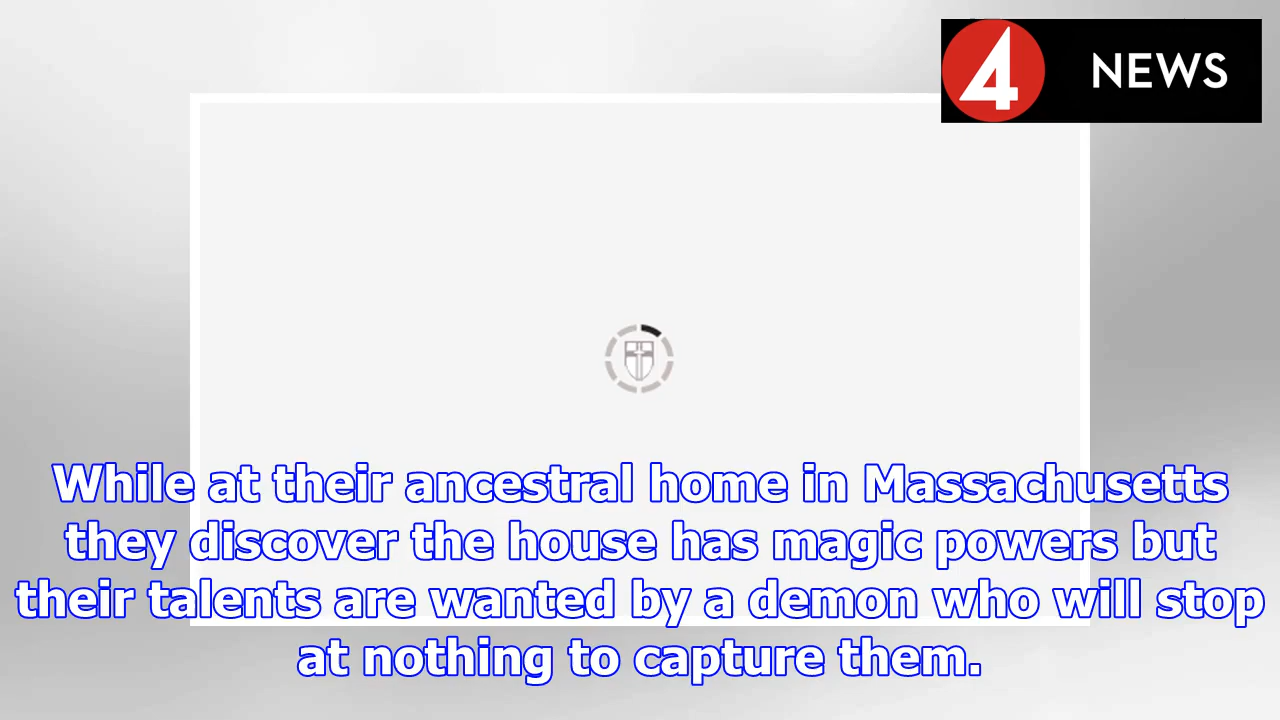 4 NEWS
While at their ancestral home in Massachusetts
they discover the house has magic powers but
their talents are wanted by a demon who will stop
at nothing to capture them.